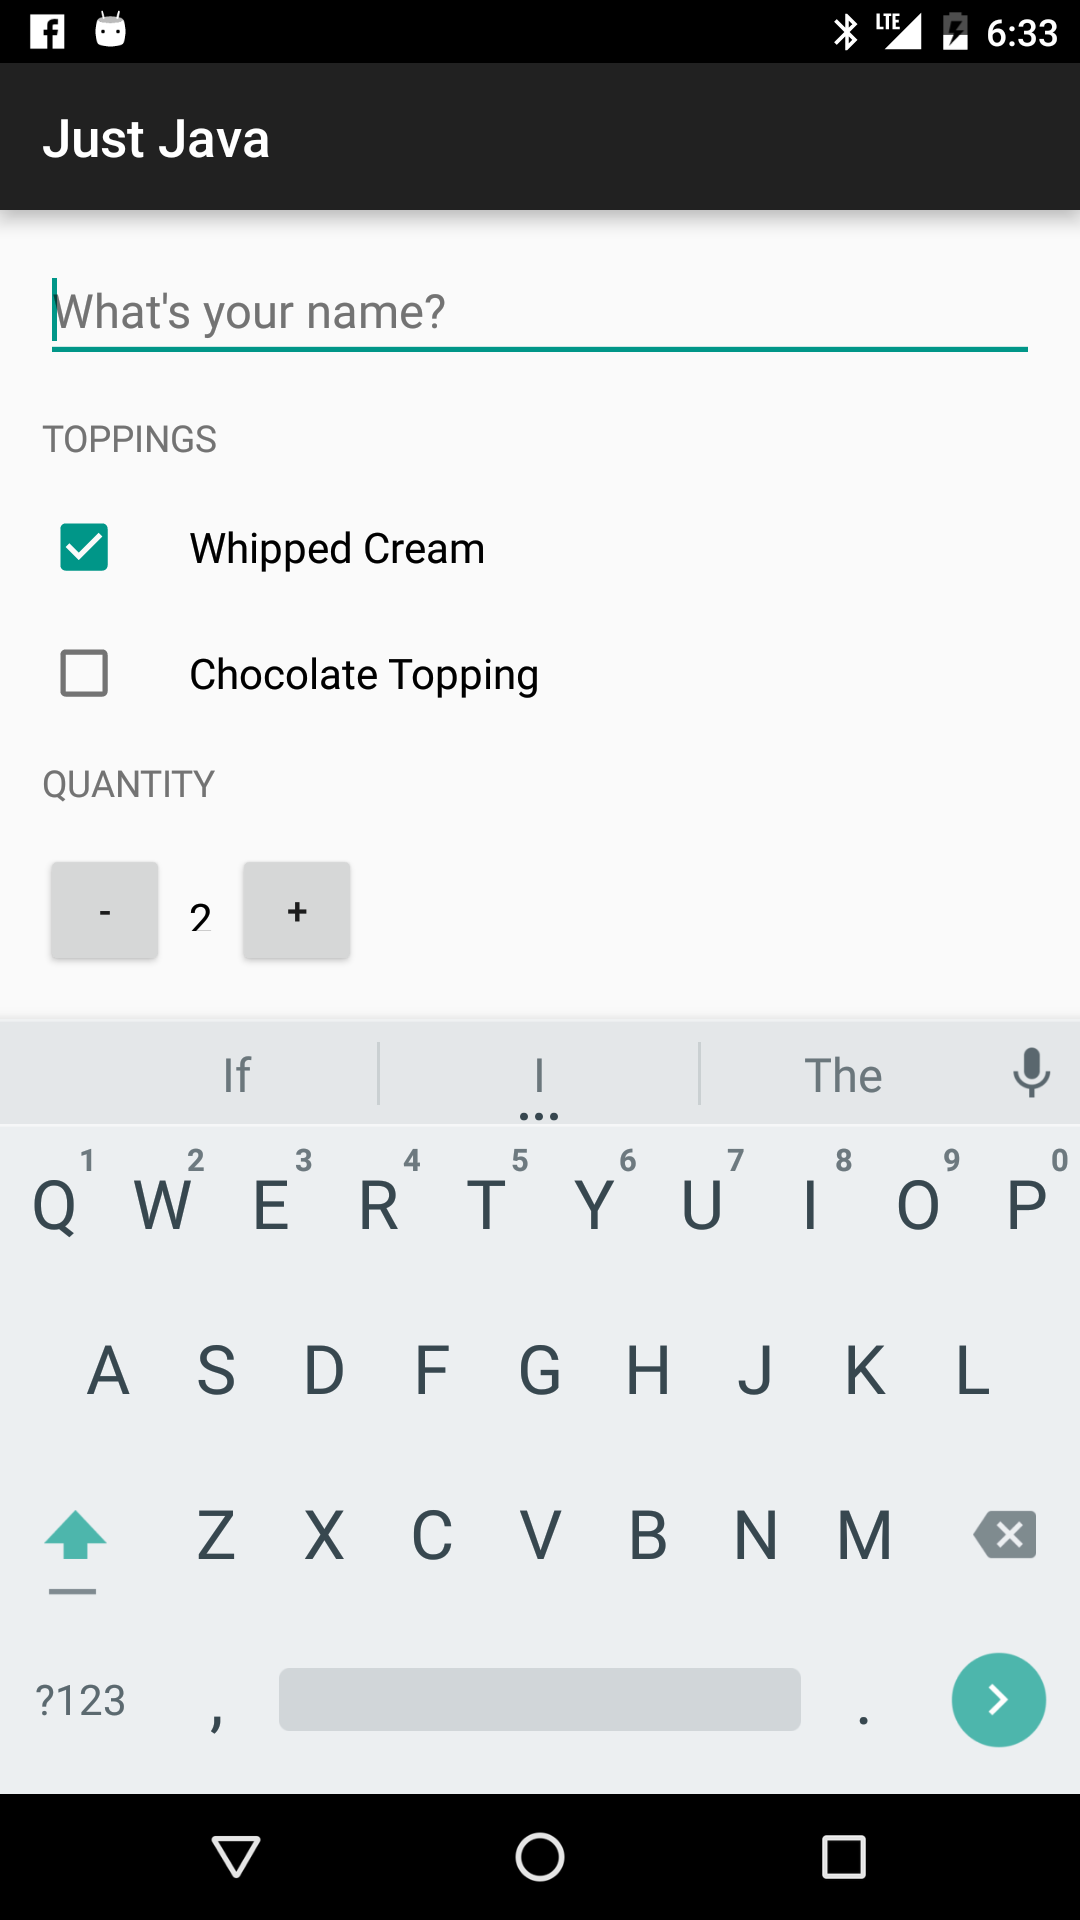 LTE 6:33
Just Java
What's your name?
TOPPINGS
Whipped Cream
Chocolate Topping
QUANTITY
- 2 +
If I The
1 2 3 4 5 6 7 8 9 0
Q W E R T Y U I O P
A S D F G H J K L
Z X C V B N M
?123 , .